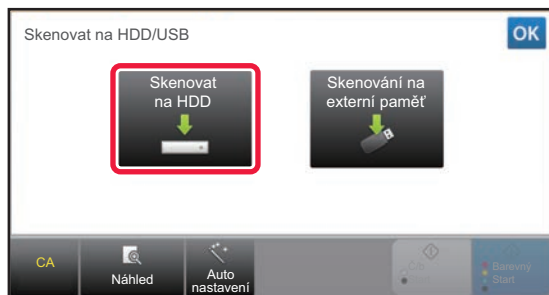 Skenovat na HDD/USB
OK
Skenovat
na HDD
Skenování na
externí paměť
CA
Náhled
Auto
nastavení
Barevný
Start